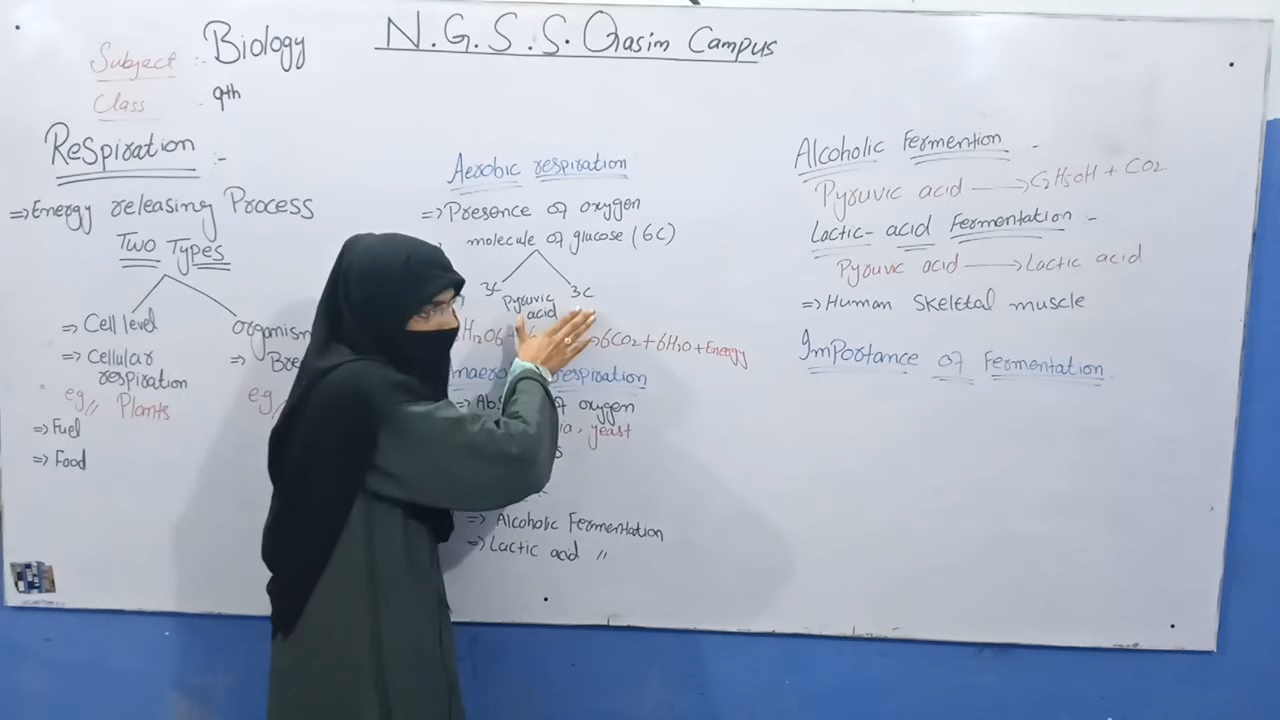 N.G.S.S. Qasim Campus
Subject :- Biology
Class - 9th
Respiration :-
=> Energy releasing Process
Two Types
=> Cell level
=> Cellular
respiration
eg,, Plants
=> Fuel
=> Food
organism
=>
eg,
Aerobic respiration
=> Presence of oxygen
molecule of glucose (6C)
3C 3C
Pyruvic
acid
H12O6 + 6CO2 + 6H2O + Energy
respiration
=> of oxygen
, yeast
=> Alcoholic Fermentation
=> Lactic acid "
Alcoholic Fermention -
Pyruvic acid → C2H5OH + CO2
Lactic- acid Fermentation :-
Pyruvic acid → Lactic acid
=> Human Skeletal muscle
Importance of Fermentation.